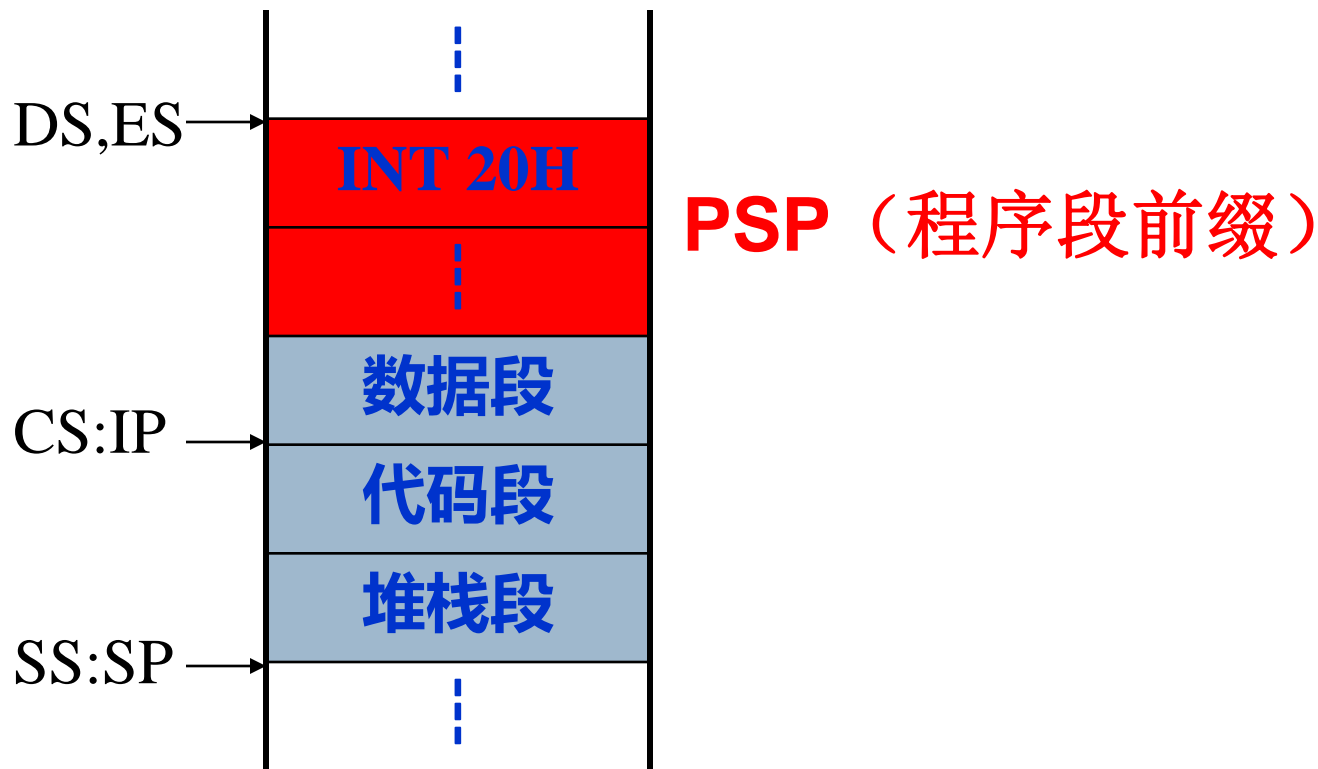 DS,ES
INT 20H
PSP（程序段前缀）
数据段
CS:IP
代码段
堆栈段
SS:SP